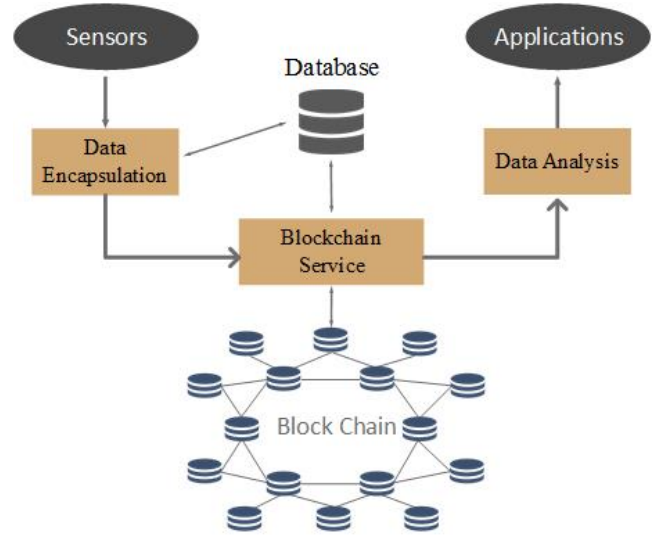 Sensors
Applications
Database
Data
Encapsulation
Data Analysis
Blockchain
Service
Block Chain